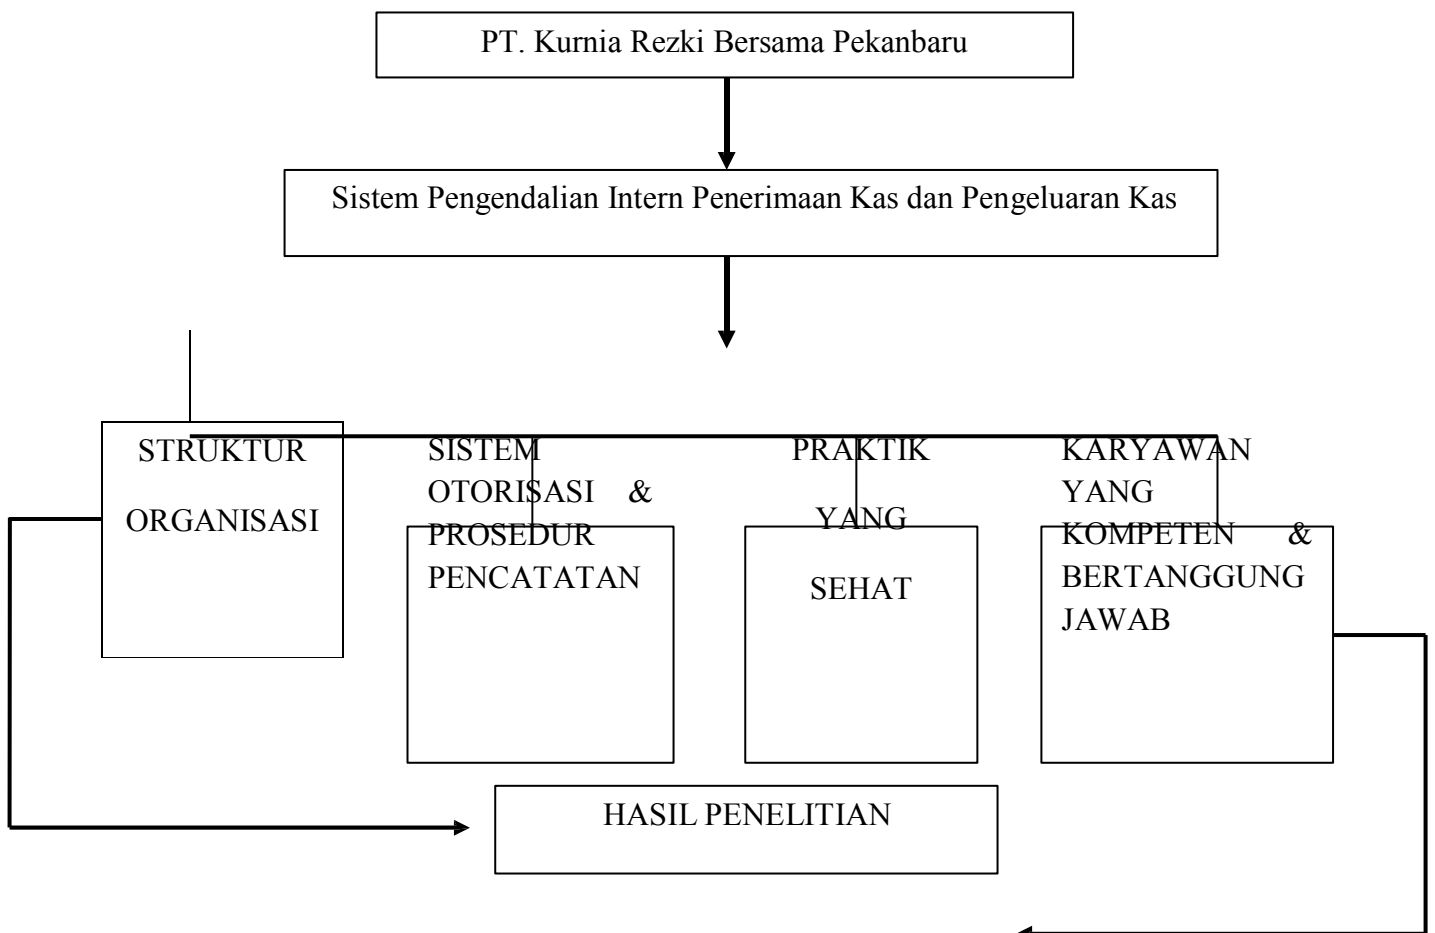 PT. Kurnia Rezki Bersama Pekanbaru
Sistem Pengendalian Intern Penerimaan Kas dan Pengeluaran Kas
STRUKTUR
ORGANISASI
SISTEM
OTORISASI &
PROSEDUR
PENCATATAN
PRAKTIK
YANG
SEHAT
KARYAWAN
YANG
KOMPETEN &
BERTANGGUNG
JAWAB
HASIL PENELITIAN